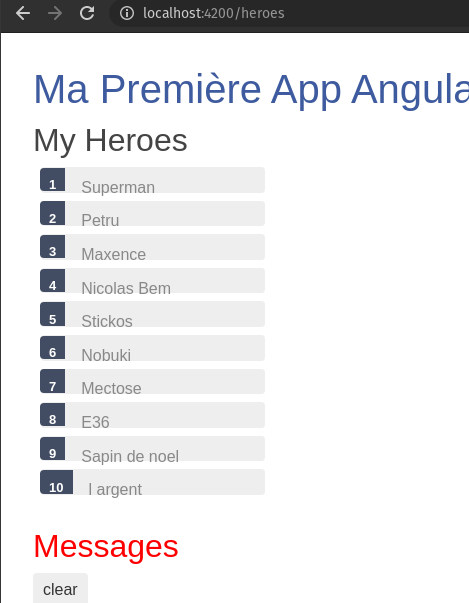 localhost:4200/heroes
Ma Première App Angula
My Heroes
1 Superman
2 Petru
3 Maxence
4 Nicolas Bem
5 Stickos
6 Nobuki
7 Mectose
8 E36
9 Sapin de noel
10 l argent
Messages
clear